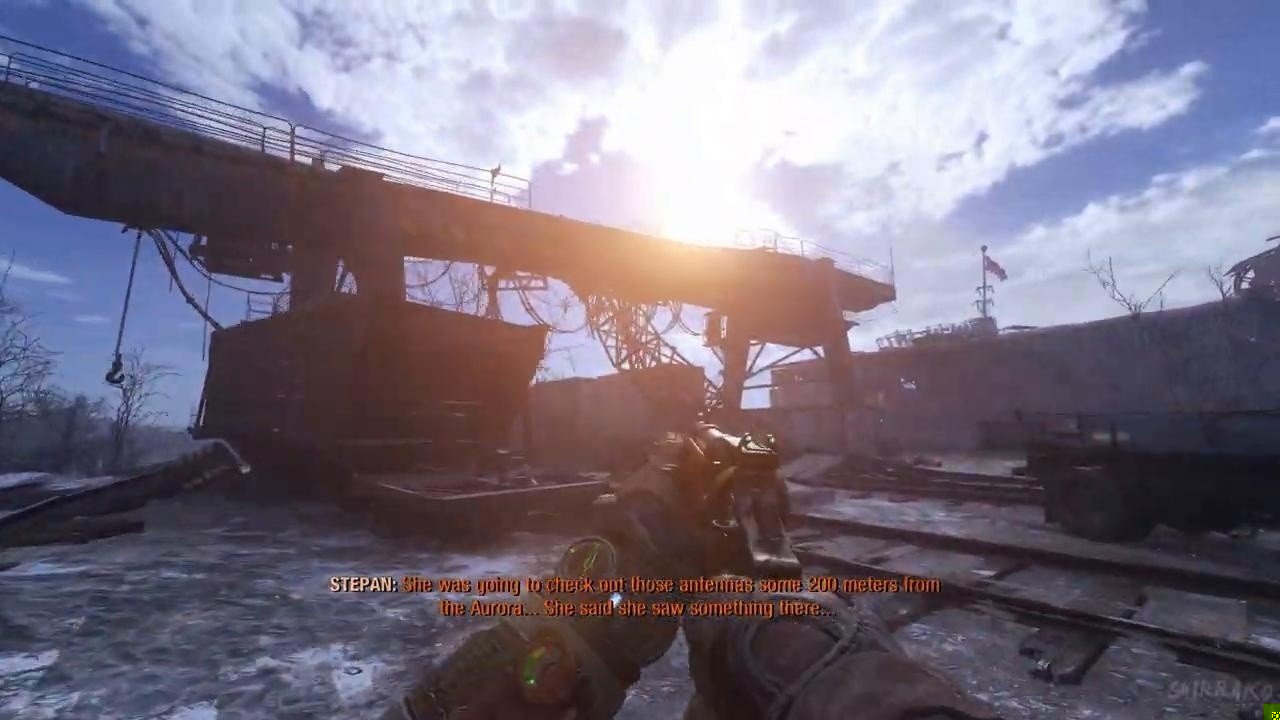 STEPAN: She was going to check out those antennas some 200 meters from
the Aurora... She said she saw something there...
SHIRRAKO